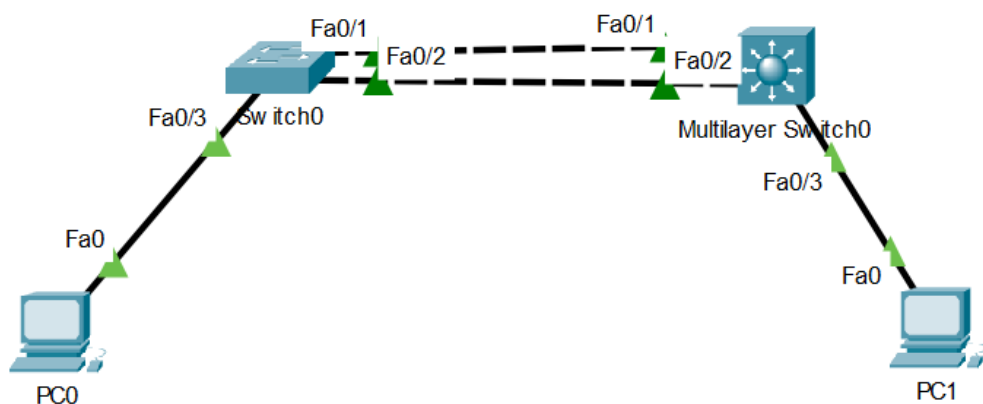 Fa0/1
Fa0/2
Fa0/1
Fa0/2
Switch0
Multilayer Switch0
Fa0/3
Fa0/3
Fa0
Fa0
PC0
PC1